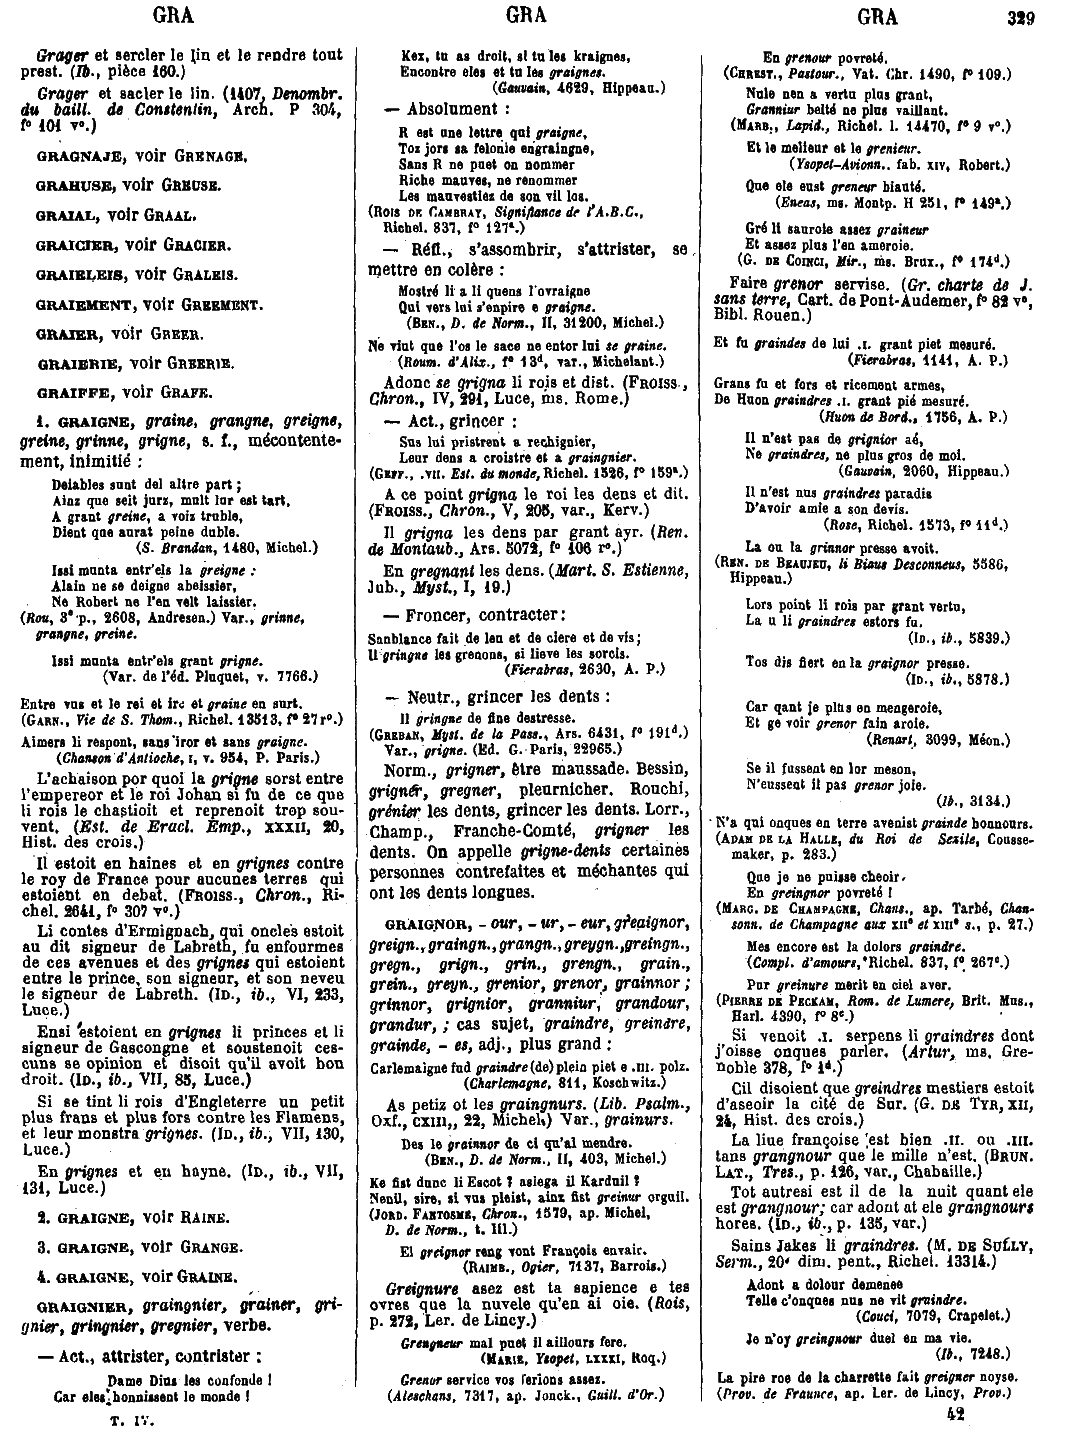 GRA
GRA
GRA
329
Grager et sercler le lin et le rendre tout
prest. (Ib., pièce 160.)
Grager et sacler le lin. (1407, Denombr.
du baill. de Constentin, Arch. P 304,
f° 101 v°.)
GRAGNAJE, voir GRENAGE.
GRAHUSE, voir GREUSE.
GRAIAL, voir GRAAL.
GRAICIER, voir GRACIER.
GRAIELEIS, voir GRALEIS.
GRAIEMENT, voir GREEMENT.
GRAIER, voir GREER.
GRAIERIE, voir GREERIE.
GRAIFFE, voir GRAFE.
1. GRAIGNE, graine, grangne, greigne,
greine, grinne, grigne, s. f., mécontente-
ment, inimitié :
Delables sunt del altre part ;
Ainz que seit jurz, mult lur est tart,
A grant greine, a voiz truble,
Dient que aurat peine duble.
(S. Brandan, 1480, Michel.)
Issi munta entr'els la greigne :
Alain ne se deigne abeissier,
Ne Robert ne l'en velt laissier.
(Rou, 3e p., 2608, Andresen.) Var., grinne,
grangne, greine.
Issi munta entr'els grant grigne.
(Var. de l'éd. Pluquet, v. 7766.)
Entre vus et le rei et ire et graine en surt.
(GARN., Vie de S. Thom., Richel. 13513, f° 27 r°.)
Aimers li respont, sans iror et sans graigne.
(Chanson d'Antioche, I, v. 954, P. Paris.)
L'achaison por quoi la grigne sorst entre
l'empereor et le roi Johan si fu de ce que
li rois le chastioit et reprenoit trop sou-
vent. (Est. de Eracl. Emp., XXXII, 20,
Hist. des crois.)
Il estoit en haines et en grignes contre
le roy de France pour aucunes terres qui
estoient en debat. (FROISS., Chron., Ri-
chel. 2641, f° 307 v°.)
Li contes d'Ermignach, qui oncles estoit
au dit signeur de Labreth, fu enfourmes
de ces avenues et des grignes qui estoient
entre le prince, son signeur, et son neveu
le signeur de Labreth. (ID., ib., VI, 233,
Luce.)
Ensi estoient en grignes li princes et li
signeur de Gascongne et soustenoit ces-
cuns se opinion et disoit qu'il avoit bon
droit. (ID., ib., VII, 85, Luce.)
Si se tint li rois d'Engleterre un petit
plus frans et plus fors contre les Flamens,
et leur monstra grignes. (ID., ib., VII, 130,
Luce.)
En grignes et en hayne. (ID., ib., VII,
131, Luce.)
2. GRAIGNE, voir RAINE.
3. GRAIGNE, voir GRANGE.
4. GRAIGNE, voir GRAINE.
GRAIGNIER, graingnier, grainer, gri-
gnier, gringnier, gregnier, verbe.
— Act., attrister, contrister :
Dame Dius les confonde !
Car eles honnissent le monde !
T. IV.
Kex, tu as droit, si tu les kraignes,
Encontre eles et tu les graignes.
(Gauvain, 4629, Hippeau.)
— Absolument :
R est une lettre qui graigne,
Toz jors sa felonie engraingne,
Sans R ne puet on nommer
Riche mauves, ne renommer
Les mauvestiez de son vil los.
(ROIS DE CAMBRAY, Signifiance de l'A.B.C.,
Richel. 837, f° 127a.)
— Réfl., s'assombrir, s'attrister, se
mettre en colère :
Mostré li a li quens l'ovraigne
Qui vers lui s'enpire e graigne.
(BEN., D. de Norm., II, 31200, Michel.)
Ne viut que l'os le sace ne entor lui se graine.
(Roum. d'Alix., f° 13d, var., Michelant.)
Adonc se grigna li rois et dist. (FROISS.,
Chron., IV, 291, Luce, ms. Rome.)
— Act., grincer :
Sus lui pristrent a rechignier,
Leur dens a croistre et a graingnier.
(GEFF., .VII. Est. du monde, Richel. 1526, f° 159a.)
A ce point grigna le roi les dens et dit.
(FROISS., Chron., V, 205, var., Kerv.)
Il grigna les dens par grant ayr. (Ren.
de Montaub., Ars. 5072, f° 106 r°.)
En gregnant les dens. (Mart. S. Estienne,
Jub., Myst., I, 19.)
— Froncer, contracter :
Sanblance fait de leu et de ciere et de vis ;
Il gringne les grenons, si lieve les sorcis.
(Fierabras, 2630, A. P.)
— Neutr., grincer les dents :
Il gringne de fine destresse.
(GREBAN, Myst. de la Pass., Ars. 6431, f° 191d.)
Var., grigne. (Ed. G. Paris, 22965.)
Norm., grigner, être maussade. Bessin,
grignér, gregner, pleurnicher. Rouchi,
grénier les dents, grincer les dents. Lorr.,
Champ., Franche-Comté, grigner les
dents. On appelle grigne-dents certaines
personnes contrefaites et méchantes qui
ont les dents longues.
GRAIGNOR, - our, - ur, - eur, greaignor,
greign., graingn., grangn., greygn., greingn.,
gregn., grign., grin., grengn., grain.,
grein., greyn., grenior, grenor, grainnor ;
grinnor, grignior, granniur, grandour,
grandur, ; cas sujet, graindre, greindre,
grainde, - es, adj., plus grand :
Carlemaigne fud graindre (de) plein piet e .III. polz.
(Charlemagne, 811, Koschwitz.)
As petiz ot les graingnurs. (Lib. Psalm.,
Oxf., CXIII,, 22, Michel.) Var., grainurs.
Des le grainnor de ci qu'al mendre.
(BEN., D. de Norm., II, 403, Michel.)
Ke fist dunc li Escot ? asiega il Karduil ?
Nenil, sire, si vus pleist, ainz fist greinur orguil.
(JORD. FANTOSME, Chron., 1579, ap. Michel,
D. de Norm., t. III.)
El greignor reng vont François envair.
(RAIMB., Ogier, 7137, Barrois.)
Greignure asez est ta sapience e tes
ovres que la nuvele qu'en ai oie. (Rois,
p. 272, Ler. de Lincy.)
Grengneur mal puet il aillours fere.
(MARIE, Ysopet, LXXXI, Roq.)
Grenur service vos ferions assez.
(Aleschans, 7317, ap. Jonck., Guill. d'Or.)
En grenour povreté.
(CHREST., Pastour., Vat. Chr. 1490, f° 109.)
Nule nen a vertu plus grant,
Granniur belté ne plus vaillant.
(MARB., Lapid., Richel. l. 14470, f° 9 v°.)
Et le melieur et le grenieur.
(Ysopet-Avionn.. fab. XIV, Robert.)
Que ele eust greneur biauté.
(Eneas, ms. Montp. H 251, f° 149a.)
Gré li sauroie assez graineur
Et assez plus l'en ameroie.
(G. DE COINCI, Mir., ms. Brux., f° 174d.)
Faire grenor servise. (Gr. charte de J.
sans terre, Cart. de Pont-Audemer, f° 82 v°,
Bibl. Rouen.)
Et fu graindes de lui .I. grant piet mesuré.
(Fierabras, 1141, A. P.)
Grans fu et fors et ricement armes,
De Huon graindres .I. grant pié mesuré.
(Huon de Bord., 1756, A. P.)
Il n'est pas de grignior aé,
Ne graindres, ne plus gros de moi.
(Gauvain, 2060, Hippeau.)
Il n'est nus graindres paradis
D'avoir amie a son devis.
(Rose, Richel. 1573, f° 11d.)
La ou la grinnor presse avoit.
(REN. DE BEAUJEU, li Biaus Desconneus, 5586,
Hippeau.)
Lors point li rois par grant vertu,
La u li graindres estors fu.
(ID., ib., 5839.)
Tos dis fiert en la graignor presse.
(ID., ib., 5878.)
Car qant je plus en mengeroie,
Et ge voir grenor fain aroie.
(Renart, 3099, Méon.)
Se il fussent en lor meson,
N'eussent il pas grenor joie.
(Ib., 3134.)
N'a qui onques en terre avenist grainde honnours.
(ADAM DE LA HALLE, du Roi de Sezile, Cousse-
maker, p. 283.)
Que je ne puisse cheoir,
En greingnor povreté !
(MARG. DE CHAMPAGNE, Chans., ap. Tarbé, Chan-
sonn. de Champagne aux XIIe et XIIIe s., p. 27.)
Mes encore est la dolors graindre.
(Compl. d'amours, Richel. 837, f° 267c.)
Pur greinure merit en ciel aver.
(PIERRE DE PECKAM, Rom. de Lumere, Brit. Mus.,
Harl. 4390, f° 8c.)
Si venoit .I. serpens li graindres dont
j'oisse onques parler. (Artur, ms. Gre-
noble 378, f° 1d.)
Cil disoient que greindres mestiers estoit
d'aseoir la cité de Sur. (G. DE TYR, XII,
24, Hist. des crois.)
La liue françoise est bien .II. ou .III.
tans grangnour que le mille n'est. (BRUN.
LAT., Tres., p. 126, var., Chabaille.)
Tot autresi est il de la nuit quant ele
est grangnour; car adont at ele grangnours
hores. (ID., ib., p. 135, var.)
Sains Jakes li graindres. (M. DE SULLY,
Serm., 20e dim. pent., Richel. 13314.)
Adont a dolour demenee
Telle c'onques nus ne vit graindre.
(Couci, 7079, Crapelet.)
Je n'oy greingnour duel en ma vie.
(Ib., 7248.)
La pire roe de la charrette fait greigner noyse.
(Prov. de Fraunce, ap. Ler. de Lincy, Prov.)
42